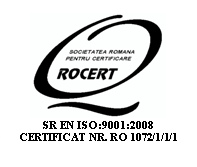 SOCIETATEA ROMANA
PENTRU CERTIFICARE
ROCERT
SR EN ISO:9001:2008
CERTIFICAT NR. RO 1072/1/1/1